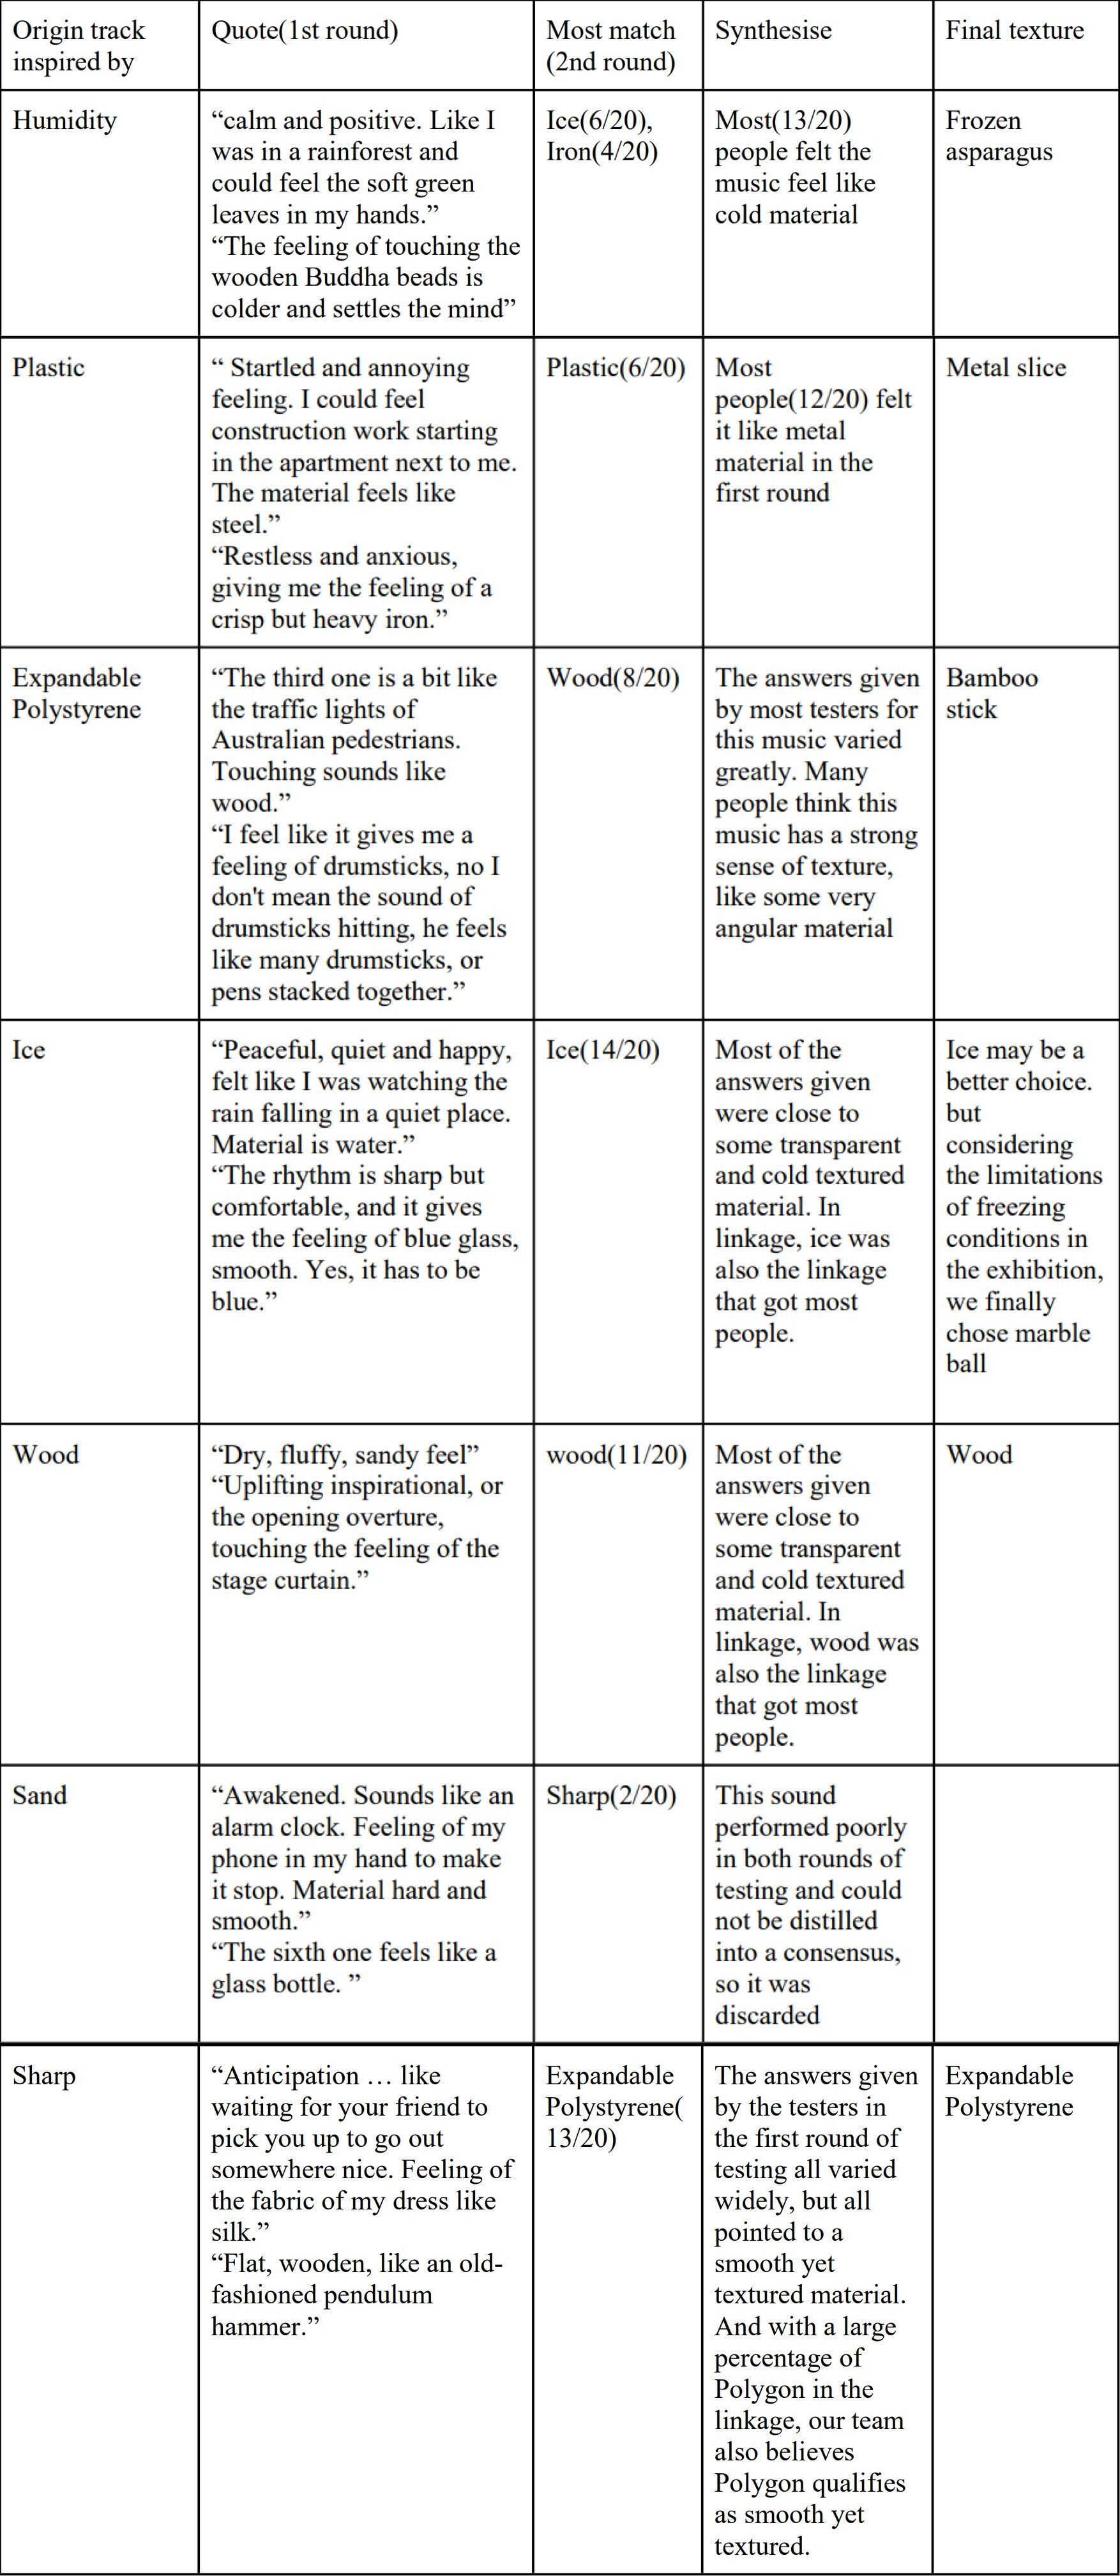 Origin track
inspired by
Quote(1st round)
Most match
(2nd round)
Synthesise
Final texture
Humidity
“calm and positive. Like I
was in a rainforest and
could feel the soft green
leaves in my hands.”
“The feeling of touching the
wooden Buddha beads is
colder and settles the mind”
Ice(6/20),
Iron(4/20)
Most(13/20)
people felt the
music feel like
cold material
Frozen
asparagus
Plastic
“ Startled and annoying
feeling. I could feel
construction work starting
in the apartment next to me.
The material feels like
steel.”
“Restless and anxious,
giving me the feeling of a
crisp but heavy iron.”
Plastic(6/20)
Most
people(12/20) felt
it like metal
material in the
first round
Metal slice
Expandable
Polystyrene
“The third one is a bit like
the traffic lights of
Australian pedestrians.
Touching sounds like
wood.”
“I feel like it gives me a
feeling of drumsticks, no I
don't mean the sound of
drumsticks hitting, he feels
like many drumsticks, or
pens stacked together.”
Wood(8/20)
The answers given
by most testers for
this music varied
greatly. Many
people think this
music has a strong
sense of texture,
like some very
angular material
Bamboo
stick
Ice
“Peaceful, quiet and happy,
felt like I was watching the
rain falling in a quiet place.
Material is water.”
“The rhythm is sharp but
comfortable, and it gives
me the feeling of blue glass,
smooth. Yes, it has to be
blue.”
Ice(14/20)
Most of the
answers given
were close to
some transparent
and cold textured
material. In
linkage, ice was
also the linkage
that got most
people.
Ice may be a
better choice.
but
considering
the limitations
of freezing
conditions in
the exhibition,
we finally
chose marble
ball
Wood
“Dry, fluffy, sandy feel”
“Uplifting inspirational, or
the opening overture,
touching the feeling of the
stage curtain.”
wood(11/20)
Most of the
answers given
were close to
some transparent
and cold textured
material. In
linkage, wood was
also the linkage
that got most
people.
Wood
Sand
“Awakened. Sounds like an
alarm clock. Feeling of my
phone in my hand to make
it stop. Material hard and
smooth.”
“The sixth one feels like a
glass bottle. ”
Sharp(2/20)
This sound
performed poorly
in both rounds of
testing and could
not be distilled
into a consensus,
so it was
discarded
Sharp
“Anticipation … like
waiting for your friend to
pick you up to go out
somewhere nice. Feeling of
the fabric of my dress like
silk.”
“Flat, wooden, like an old-
fashioned pendulum
hammer.”
Expandable
Polystyrene(
13/20)
The answers given
by the testers in
the first round of
testing all varied
widely, but all
pointed to a
smooth yet
textured material.
And with a large
percentage of
Polygon in the
linkage, our team
also believes
Polygon qualifies
as smooth yet
textured.
Expandable
Polystyrene